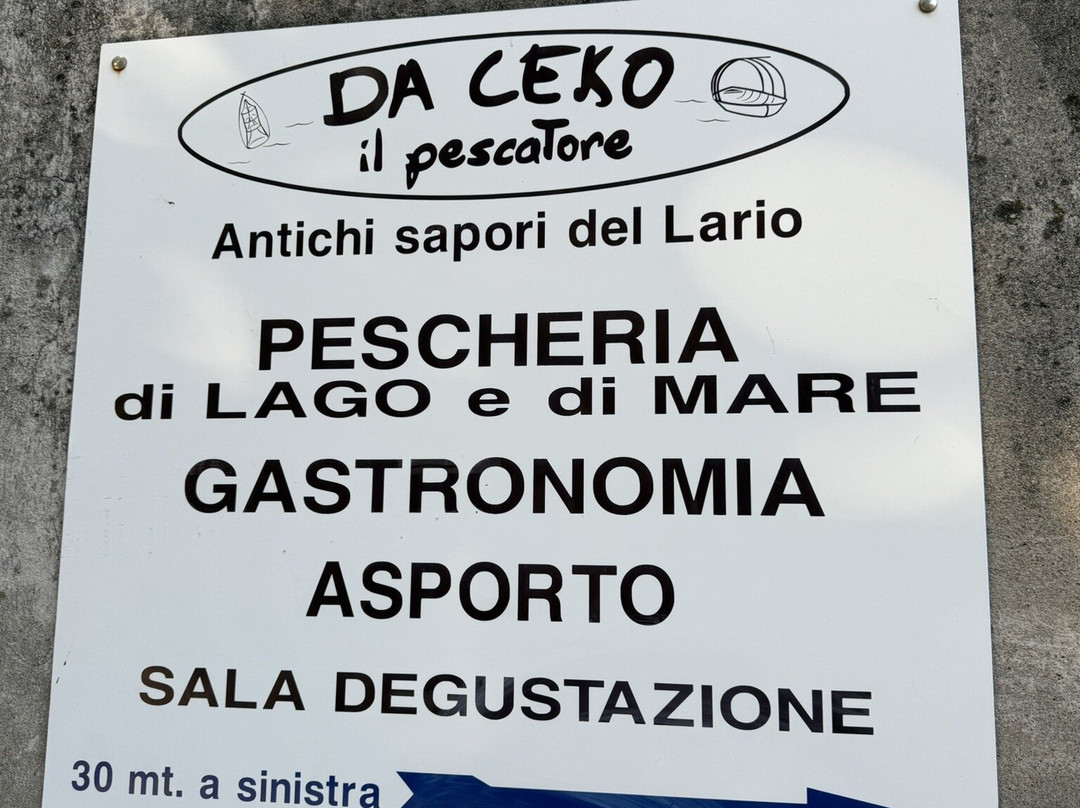 DA CEKO
il pescatore
Antichi sapori del Lario
PESCHERIA
di LAGO e di MARE
GASTRONOMIA
ASPORTO
SALA DEGUSTAZIONE
30 mt. a sinistra